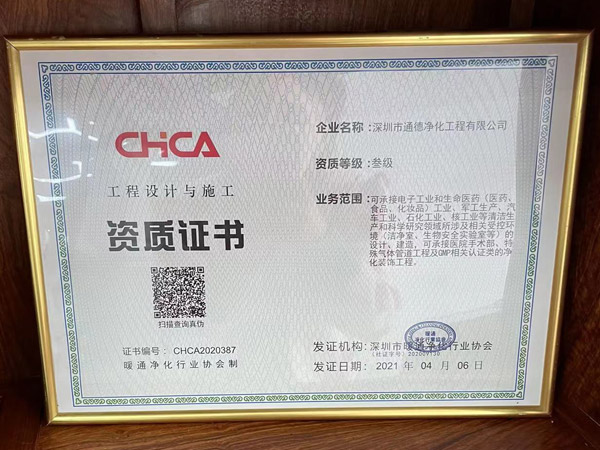 CHCA
工程设计与施工
资质证书
扫描查询真伪
证书编号：CHCA2020387
暖通净化行业协会制
企业名称：深圳市通德净化工程有限公司
资质等级：叁级
业务范围：可承接电子工业和生命医药（医药、
食品、化妆品）工业、军工生产、汽
车工业、石化工业、核工业等清洁生
产和科学研究领域所涉及相关受控环
境（洁净室、生物安全实验室等）的
设计、建造，可承接医院手术部、特
殊气体管道工程及GMP相关认证类的净
化装饰工程。
发证机构：深圳市暖通净化行业协会
发证日期：2021 年 04 月 06 日